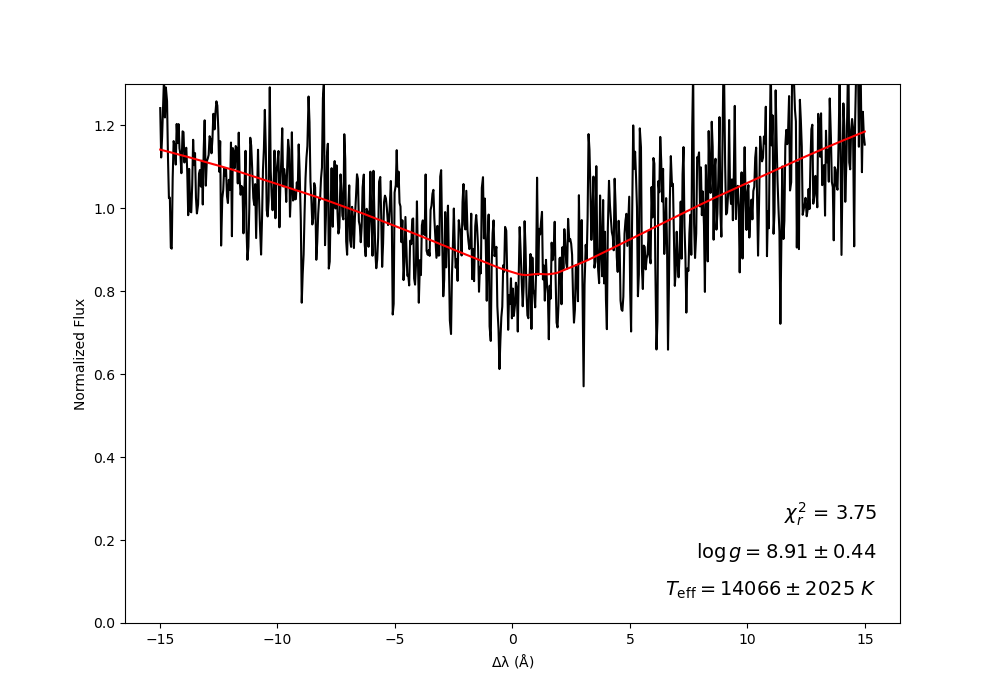 1.2
1.0
0.8
0.6
0.4
0.2
0.0
Normalized Flux
χ²ᵣ = 3.75
log g = 8.91 ± 0.44
T_eff = 14066 ± 2025 K
−15
−10
−5
0
5
10
15
Δλ (Å)